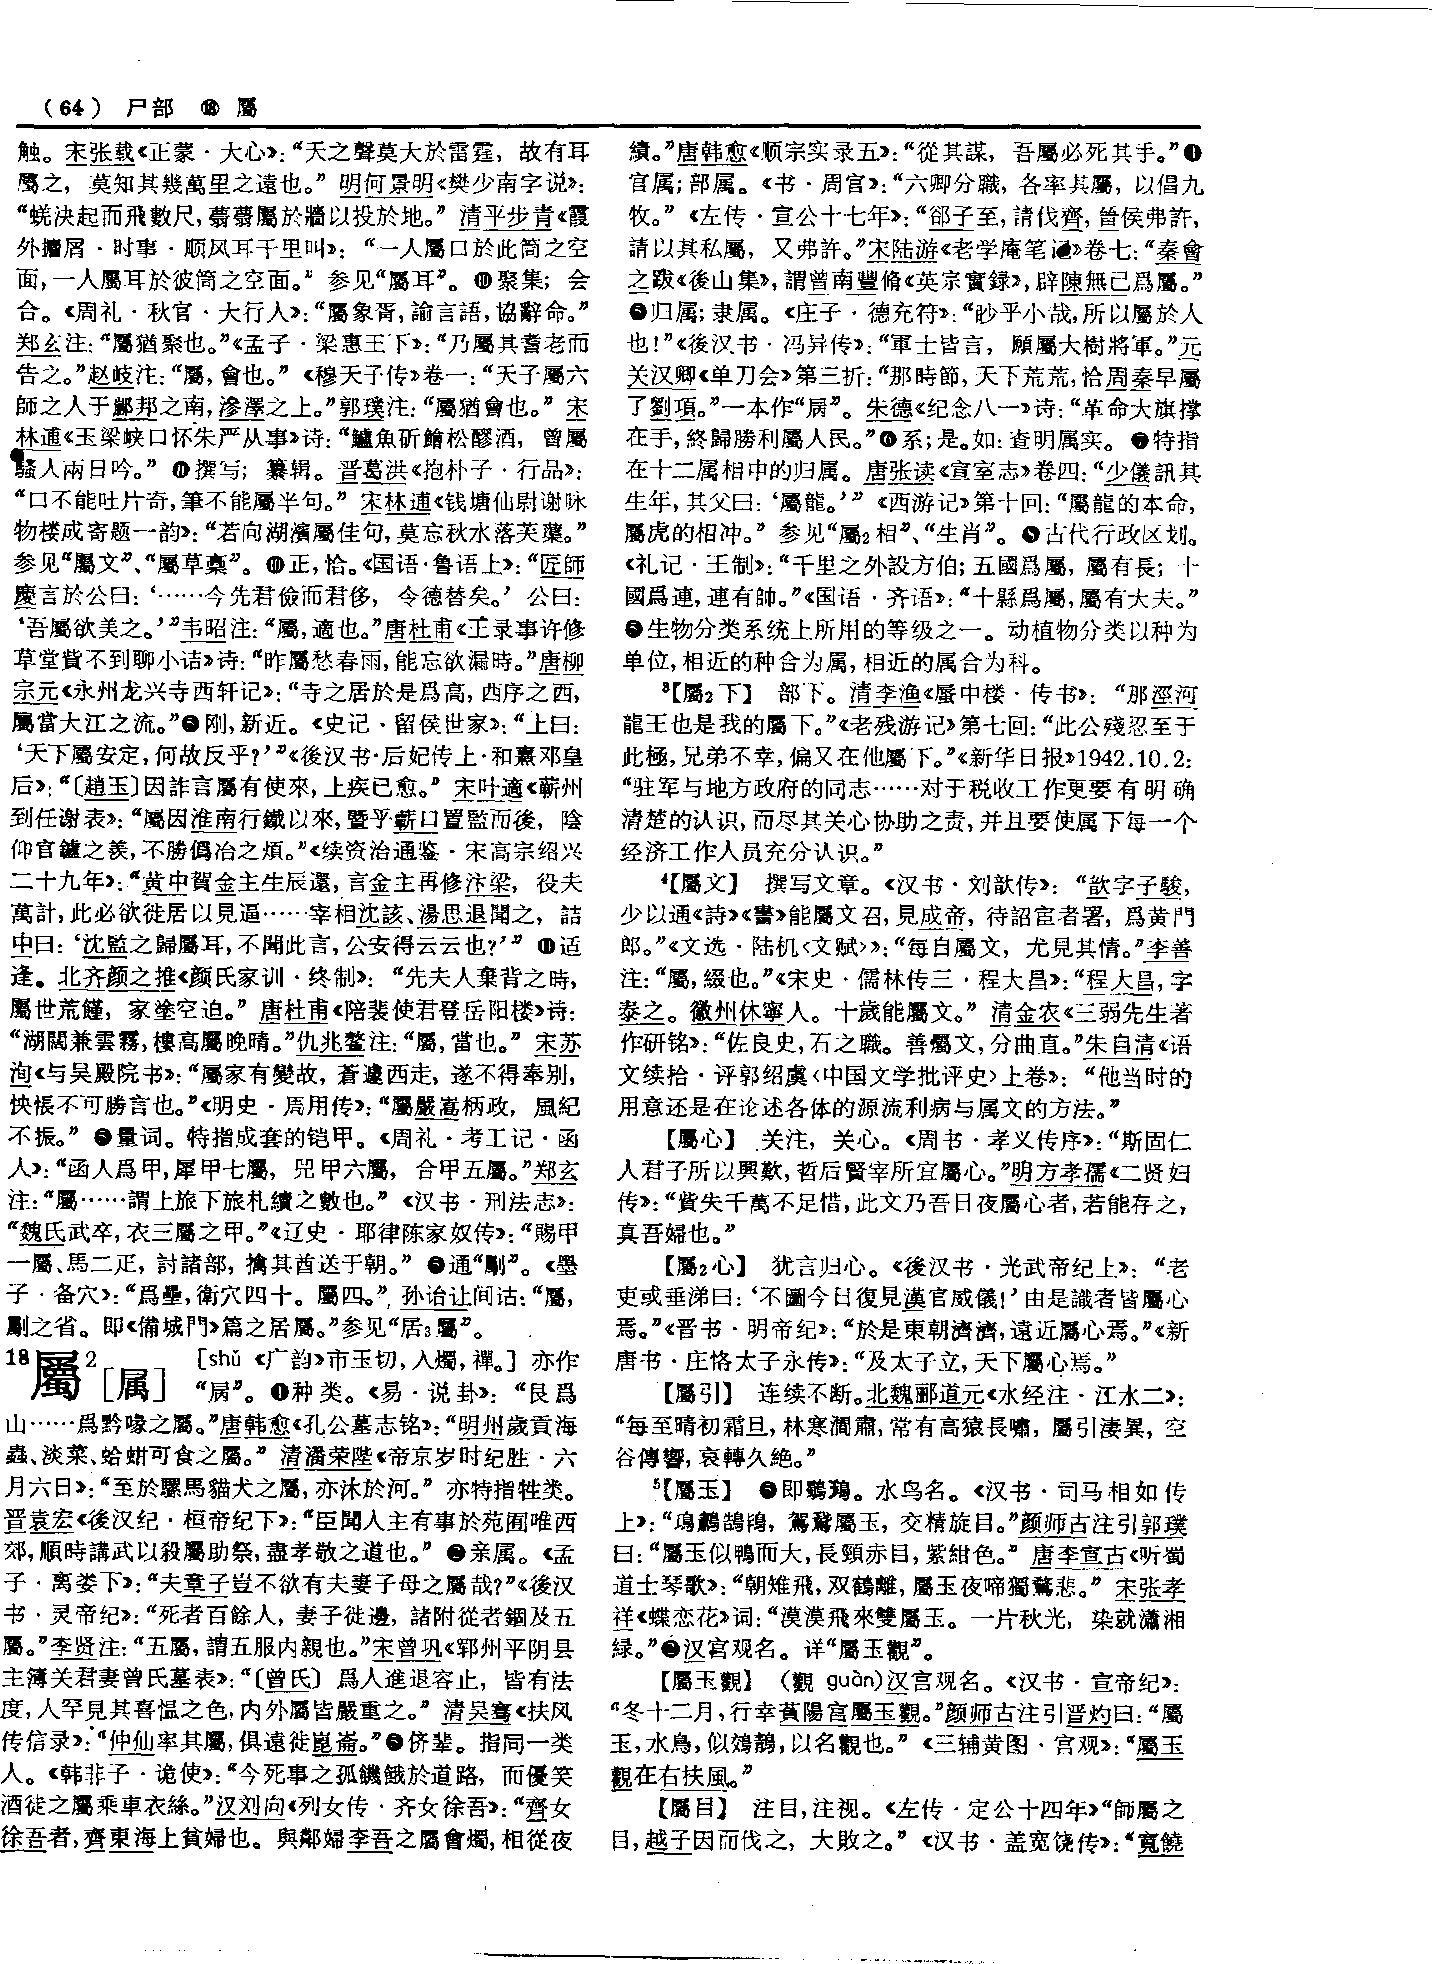 （64） 尸部 ⑱ 屬
触。宋张载《正蒙·大心》：“天之聲莫大於雷霆，故有耳
屬之，莫知其幾萬里之遠也。”明何景明《樊少南字说》：
“蜣决起而飛數尺，翦翦屬於牆以投於地。”清平步青《霞
外攟屑·时事·顺风耳千里叫》：“一人屬口於此筒之空
面，一人屬耳於彼筒之空面。”参见“屬耳”。⓾聚集；会
合。《周礼·秋官·大行人》：“屬象胥，諭言語，協辭命。”
郑玄注：“屬猶聚也。”《孟子·梁惠王下》：“乃屬其耆老而
告之。”赵岐注：“屬，會也。”《穆天子传》卷一：“天子屬六
師之人于䣙邦之南，滲澤之上。”郭璞注：“屬猶會也。”宋
林逋《玉梁峡口怀朱严从事》诗：“鱸魚斫鱠松醪酒，曾屬
騷人兩日吟。”⓫撰写；纂辑。晋葛洪《抱朴子·行品》：
“口不能吐片奇，筆不能屬半句。”宋林逋《钱塘仙尉谢咏
物楼成寄题一韵》：“若向湖濱屬佳句，莫忘秋水落芙蕖。”
参见“屬文”、“屬草稾”。⓬正，恰。《国语·鲁语上》：“匠師
慶言於公曰：‘……今先君儉而君侈，令德替矣。’公曰：
‘吾屬欲美之。’”韦昭注：“屬，適也。”唐杜甫《王录事许修
草堂貲不到聊小诘》诗：“昨屬愁春雨，能忘欲漏時。”唐柳
宗元《永州龙兴寺西轩记》：“寺之居於是爲高，西序之西，
屬當大江之流。”⓭刚，新近。《史记·留侯世家》：“上曰：
‘天下屬安定，何故反乎？’”《後汉书·后妃传上·和熹邓皇
后》：“〔趙玉〕因詐言屬有使來，上疾已愈。”宋叶適《蕲州
到任谢表》：“屬因淮南行鐵以來，暨乎蘄口置監而後，陰
仰官鑪之羨，不勝僞冶之煩。”《续资治通鉴·宋高宗绍兴
二十九年》：“黄中賀金主生辰還，言金主再修汴梁，役夫
萬計，此必欲徙居以見逼……宰相沈該、湯思退聞之，詰
中曰：‘沈監之歸屬耳，不聞此言，公安得云云也？’”⓮适
逢。北齐颜之推《颜氏家训·终制》：“先夫人棄背之時，
屬世荒饉，家塗空迫。”唐杜甫《陪裴使君登岳阳楼》诗：
“湖闊兼雲霧，樓高屬晚晴。”仇兆鳌注：“屬，當也。”宋苏
洵《与吴殿院书》：“屬家有變故，蒼遽西走，遂不得奉别，
怏悵不可勝言也。”《明史·周用传》：“屬嚴嵩柄政，風紀
不振。”⓯量词。特指成套的铠甲。《周礼·考工记·函
人》：“函人爲甲，犀甲七屬，兕甲六屬，合甲五屬。”郑玄
注：“屬……謂上旅下旅札續之數也。”《汉书·刑法志》：
“魏氏武卒，衣三屬之甲。”《辽史·耶律陈家奴传》：“賜甲
一屬、馬二疋，討諸部，擒其酋送于朝。”⓰通“斸”。《墨
子·备穴》：“爲壘，衛穴四十。屬四。”孙诒让间诂：“屬，
斸之省。即《備城門》篇之居屬。”参见“居3屬”。
18屬2［属］ ［shǔ《广韵》市玉切，入燭，禪。］亦作
“屙”。❶种类。《易·说卦》：“艮爲
山……爲黔喙之屬。”唐韩愈《孔公墓志铭》：“明州歲貢海
蟲、淡菜、蛤蚶可食之屬。”清潘荣陛《帝京岁时纪胜·六
月六日》：“至於騾馬貓犬之屬，亦沐於河。”亦特指牲类。
晋袁宏《後汉纪·桓帝纪下》：“臣聞人主有事於苑囿唯西
郊，順時講武以殺屬助祭，盡孝敬之道也。”❷亲属。《孟
子·离娄下》：“夫章子豈不欲有夫妻子母之屬哉？”《後汉
书·灵帝纪》：“死者百餘人，妻子徙邊，諸附從者錮及五
屬。”李贤注：“五屬，謂五服内親也。”宋曾巩《郓州平阴县
主簿关君妻曾氏墓表》：“〔曾氏〕爲人進退容止，皆有法
度，人罕見其喜愠之色，内外屬皆嚴重之。”清吴骞《扶风
传信录》：“仲仙率其屬，俱遠徙崑崙。”❸侪辈。指同一类
人。《韩非子·诡使》：“今死事之孤饑餓於道路，而優笑
酒徒之屬乘車衣絲。”汉刘向《列女传·齐女徐吾》：“齊女
徐吾者，齊東海上貧婦也。與鄰婦李吾之屬會燭，相從夜
績。”唐韩愈《顺宗实录五》：“從其謀，吾屬必死其手。”❹
官属；部属。《书·周官》：“六卿分職，各率其屬，以倡九
牧。”《左传·宣公十七年》：“郤子至，請伐齊，晉侯弗許，
請以其私屬，又弗許。”宋陆游《老学庵笔记》卷七：“秦會
之跋《後山集》，謂曾南豐脩《英宗實録》，辟陳無己爲屬。”
❺归属；隶属。《庄子·德充符》：“眇乎小哉，所以屬於人
也！”《後汉书·冯异传》：“軍士皆言，願屬大樹將軍。”元
关汉卿《单刀会》第三折：“那時節，天下荒荒，恰周秦早屬
了劉項。”一本作“屙”。朱德《纪念八一》诗：“革命大旗撑
在手，終歸勝利屬人民。”❻系；是。如：查明属实。❼特指
在十二属相中的归属。唐张读《宣室志》卷四：“少儀訊其
生年，其父曰：‘屬龍。’”《西游记》第十回：“屬龍的本命，
屬虎的相冲。”参见“屬2相”、“生肖”。❽古代行政区划。
《礼记·王制》：“千里之外設方伯；五國爲屬，屬有長；十
國爲連，連有帥。”《国语·齐语》：“十縣爲屬，屬有大夫。”
❾生物分类系统上所用的等级之一。动植物分类以种为
单位，相近的种合为属，相近的属合为科。
3【屬2下】 部下。清李渔《蜃中楼·传书》：“那涇河
龍王也是我的屬下。”《老残游记》第七回：“此公殘忍至于
此極，兄弟不幸，偏又在他屬下。”《新华日报》1942.10.2：
“驻军与地方政府的同志……对于税收工作更要有明确
清楚的认识，而尽其关心协助之责，并且要使属下每一个
经济工作人员充分认识。”
4【屬文】 撰写文章。《汉书·刘歆传》：“歆字子駿，
少以通《詩》《書》能屬文召，見成帝，待詔宦者署，爲黄門
郎。”《文选·陆机〈文赋〉》：“每自屬文，尤見其情。”李善
注：“屬，綴也。”《宋史·儒林传三·程大昌》：“程大昌，字
泰之。徽州休寧人。十歲能屬文。”清金农《三弱先生著
作研铭》：“佐良史，石之職。善屬文，分曲直。”朱自清《语
文续拾·评郭绍虞〈中国文学批评史〉上卷》：“他当时的
用意还是在论述各体的源流利病与属文的方法。”
【屬心】 关注，关心。《周书·孝义传序》：“斯固仁
人君子所以興歎，哲后賢宰所宜屬心。”明方孝孺《二贤妇
传》：“貲失千萬不足惜，此文乃吾日夜屬心者，若能存之，
真吾婦也。”
【屬2心】 犹言归心。《後汉书·光武帝纪上》：“老
吏或垂涕曰：‘不圖今日復見漢官威儀！’由是識者皆屬心
焉。”《晋书·明帝纪》：“於是東朝濟濟，遠近屬心焉。”《新
唐书·庄恪太子永传》：“及太子立，天下屬心焉。”
【屬引】 连续不断。北魏郦道元《水经注·江水二》：
“每至晴初霜旦，林寒澗肅，常有高猿長嘯，屬引淒異，空
谷傳響，哀轉久絶。”
5【屬玉】 ❶即鸀鳿。水鸟名。《汉书·司马相如传
上》：“鳿鷫鵠鴇，駕鵞屬玉，交精旋目。”颜师古注引郭璞
曰：“屬玉似鴨而大，長頸赤目，紫紺色。”唐李宣古《听蜀
道士琴歌》：“朝雉飛，双鶴離，屬玉夜啼獨鶩悲。”宋张孝
祥《蝶恋花》词：“漠漠飛來雙屬玉。一片秋光，染就瀟湘
緑。”❷汉宫观名。详“屬玉觀”。
【屬玉觀】 （觀 guàn）汉宫观名。《汉书·宣帝纪》：
“冬十二月，行幸萯陽宫屬玉觀。”颜师古注引晋灼曰：“屬
玉，水鳥，似鵁鶄，以名觀也。”《三辅黄图·宫观》：“屬玉
觀在右扶風。”
【屬目】 注目，注视。《左传·定公十四年》“師屬之
目，越子因而伐之，大敗之。”《汉书·盖宽饶传》：“寬饒